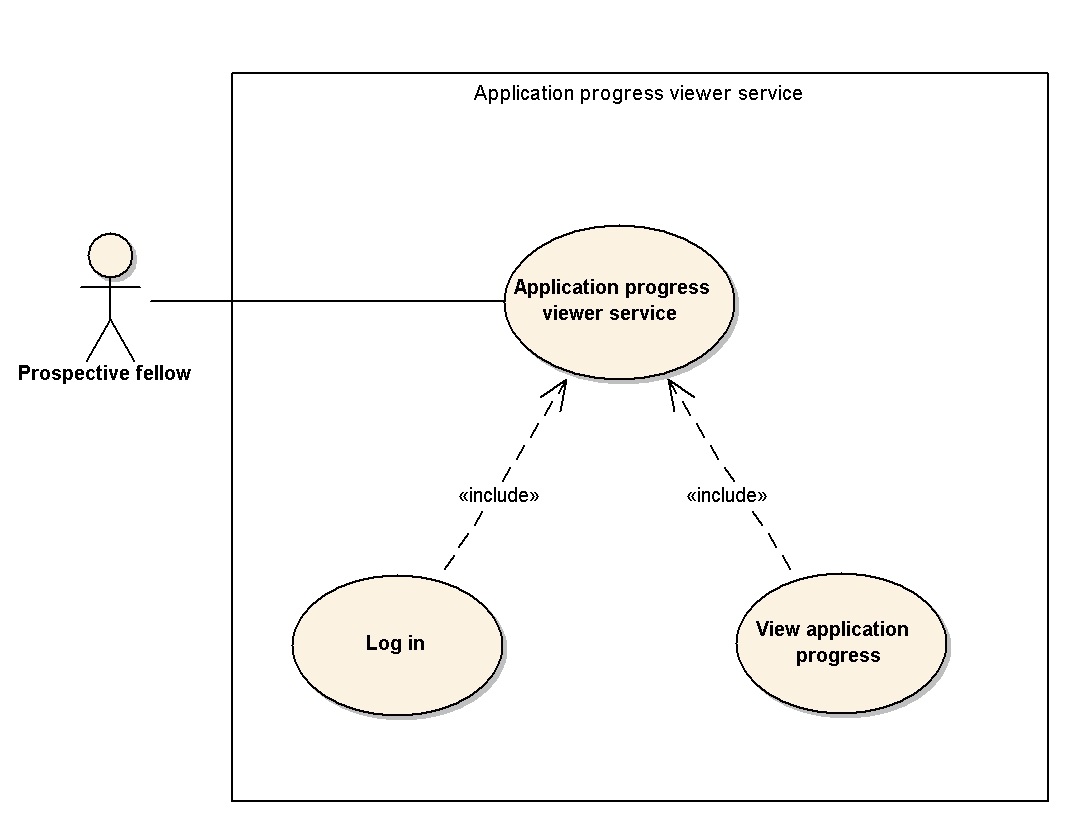 Application progress viewer service
Application progress
viewer service
Prospective fellow
«include»
«include»
Log in
View application
progress